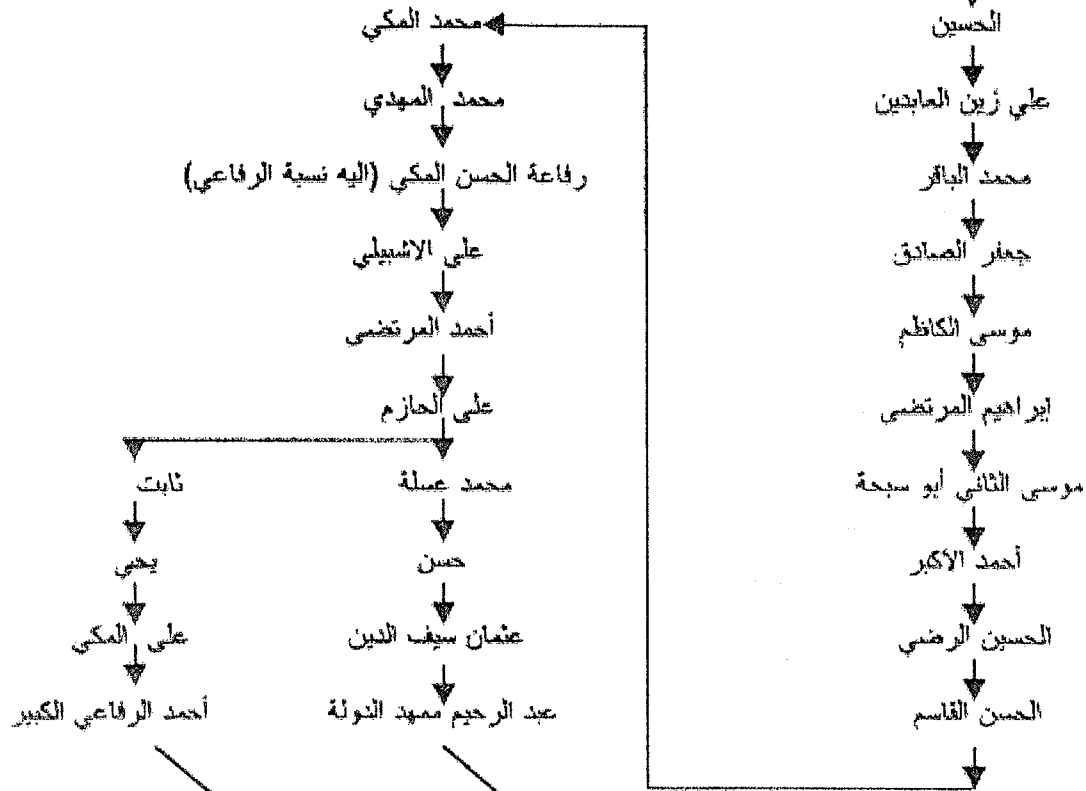 الحسين
علي زين العابدين
محمد الباقر
جعفر الصادق
موسى الكاظم
ابراهيم المرتضى
موسى الثاني أبو سبحة
أحمد الأكبر
الحسين الرضي
الحسن القاسم
محمد المكي
محمد المهدي
رفاعة الحسن المكي (اليه نسبة الرفاعي)
علي الاشبيلي
أحمد المرتضى
علي الحازم
محمد عسلة
حسن
عثمان سيف الدين
عبد الرحيم ممهد الدولة
ثابت
يحيى
علي المكي
أحمد الرفاعي الكبير